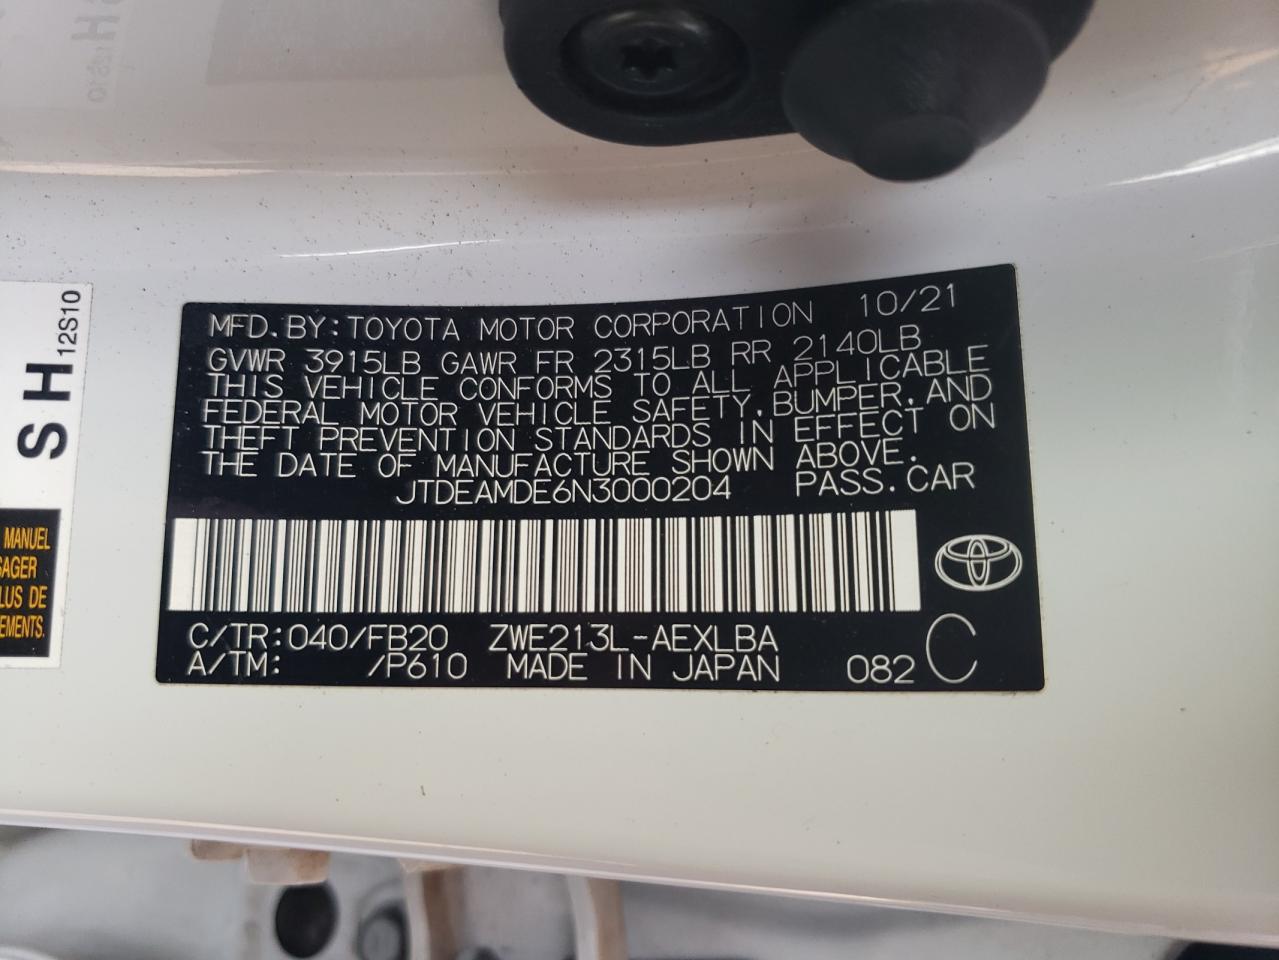 MFD. BY: TOYOTA MOTOR CORPORATION 10/21
GVWR 3915LB GAWR FR 2315LB RR 2140LB
THIS VEHICLE CONFORMS TO ALL APPLICABLE
FEDERAL MOTOR VEHICLE SAFETY, BUMPER, AND
THEFT PREVENTION STANDARDS IN EFFECT ON
THE DATE OF MANUFACTURE SHOWN ABOVE.
JTDEAMDE6N3000204 PASS. CAR
C/TR: 040/FB20 ZWE213L-AEXLBA
A/TM: /P610 MADE IN JAPAN 082 C
SH 12S10
MANUEL
SAGER
LUS DE
EMENTS.